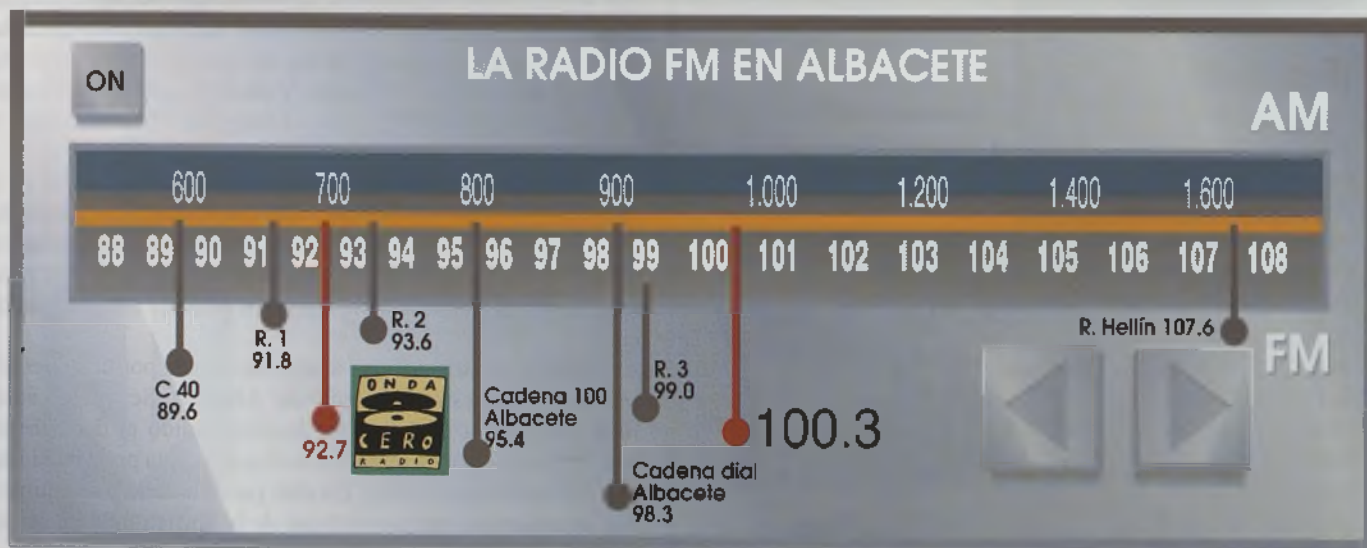 LA RADIO FM EN ALBACETE
ON
AM
600 700 800 900 1.000 1.200 1.400 1.600
88 89 90 91 92 93 94 95 96 97 98 99 100 101 102 103 104 105 106 107 108
FM
C 40
89.6
R. 1
91.8
92.7
R. 2
93.6
ONDA
CERO
RADIO
Cadena 100
Albacete
95.4
Cadena dial
Albacete
98.3
R. 3
99.0
100.3
R. Hellín 107.6